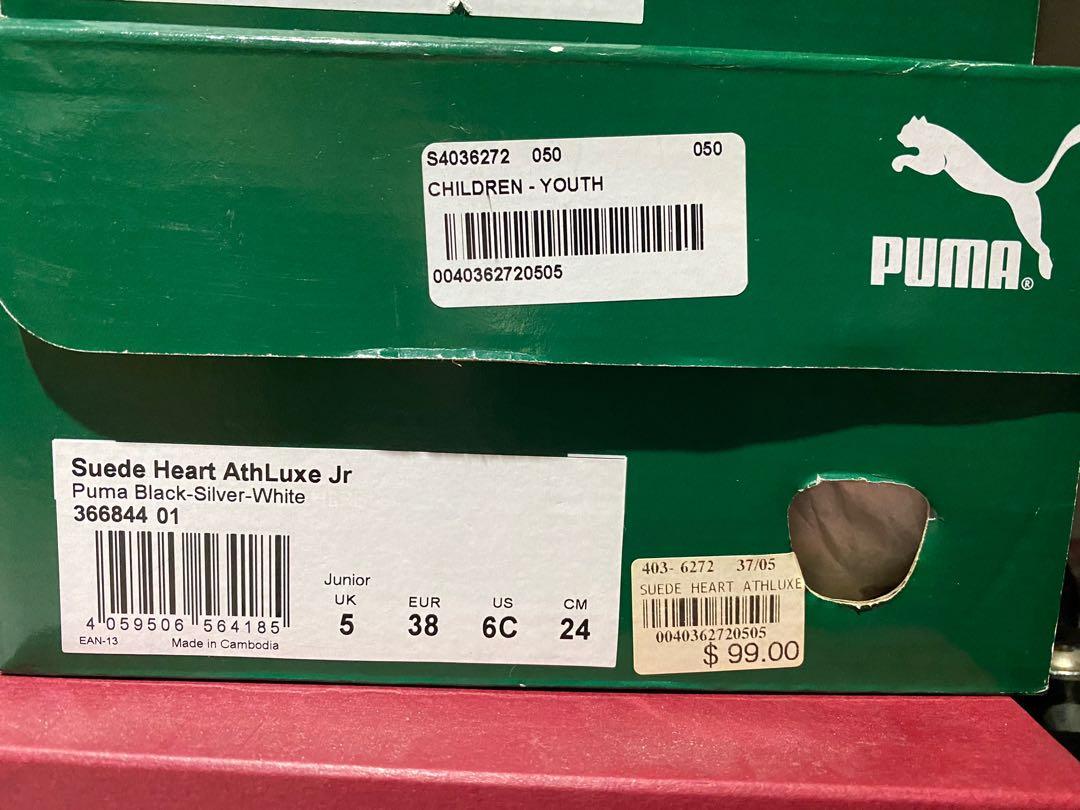 S4036272 050 050
CHILDREN - YOUTH
0040362720505
PUMA®
Suede Heart AthLuxe Jr
Puma Black-Silver-White
366844 01
4 059506 564185
EAN-13 Made in Cambodia
Junior
UK EUR US CM
5 38 6C 24
403- 6272 37/05
SUEDE HEART ATHLUXE
0040362720505
$ 99.00